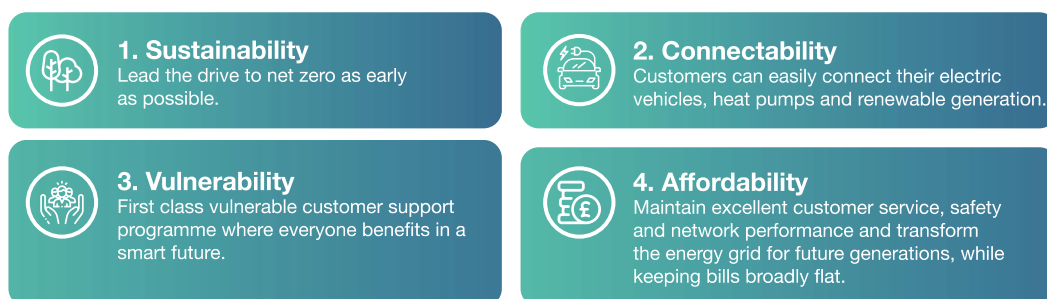 1. Sustainability
Lead the drive to net zero as early
as possible.
2. Connectability
Customers can easily connect their electric
vehicles, heat pumps and renewable generation.
3. Vulnerability
First class vulnerable customer support
programme where everyone benefits in a
smart future.
4. Affordability
Maintain excellent customer service, safety
and network performance and transform
the energy grid for future generations, while
keeping bills broadly flat.
£